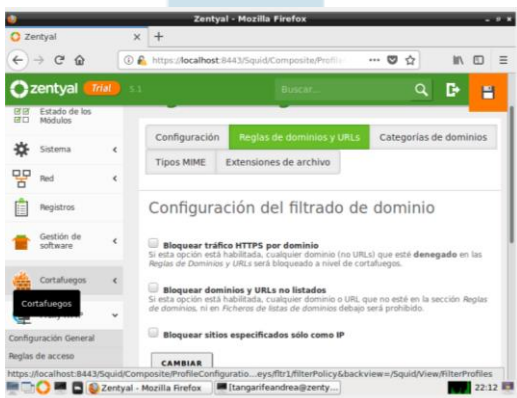 Zentyal - Mozilla Firefox
Zentyal
https://localhost:8443/Squid/Composite/Profile
zentyal Trial 5.1
Buscar...
Estado de los
Módulos
Sistema
Red
Registros
Gestión de
software
Cortafuegos
Cortafuegos
Configuración General
Reglas de acceso
Configuración
Reglas de dominios y URLs
Categorías de dominios
Tipos MIME
Extensiones de archivo
Configuración del filtrado de dominio
Bloquear tráfico HTTPS por dominio
Si esta opción está habilitada, cualquier dominio (no URLs) que esté denegado en las
Reglas de Dominios y URLs será bloqueado a nivel de cortafuegos.
Bloquear dominios y URLs no listados
Si esta opción está habilitada, cualquier dominio o URL que no esté en la sección Reglas
de dominios, ni en Ficheros de listas de dominios debajo será prohibido.
Bloquear sitios especificados sólo como IP
CAMBIAR
https://localhost:8443/Squid/Composite/ProfileConfiguratio...eys/fltr1/filterPolicy&backview=/Squid/View/FilterProfiles
Zentyal - Mozilla Firefox
[tangarifeandrea@zenty...
22:12